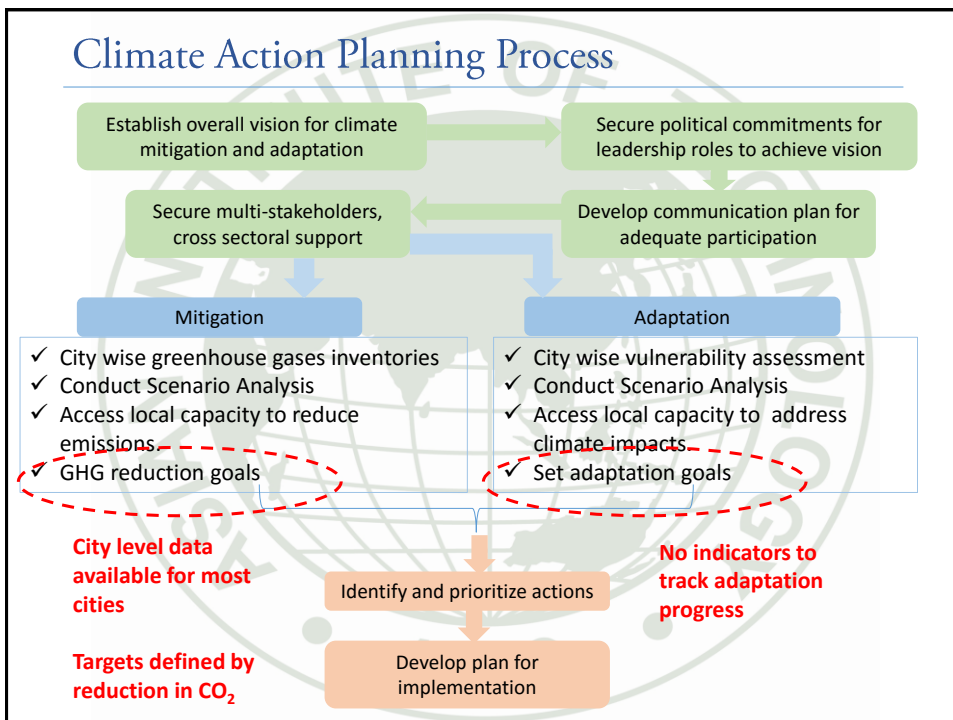 Climate Action Planning Process
Establish overall vision for climate
mitigation and adaptation
Secure political commitments for
leadership roles to achieve vision
Secure multi-stakeholders,
cross sectoral support
Develop communication plan for
adequate participation
Mitigation
Adaptation
✓ City wise greenhouse gases inventories
✓ Conduct Scenario Analysis
✓ Access local capacity to reduce
emissions.
✓ GHG reduction goals
✓ City wise vulnerability assessment
✓ Conduct Scenario Analysis
✓ Access local capacity to address
climate impacts.
✓ Set adaptation goals
City level data
available for most
cities
No indicators to
track adaptation
progress
Identify and prioritize actions
Targets defined by
reduction in CO₂
Develop plan for
implementation